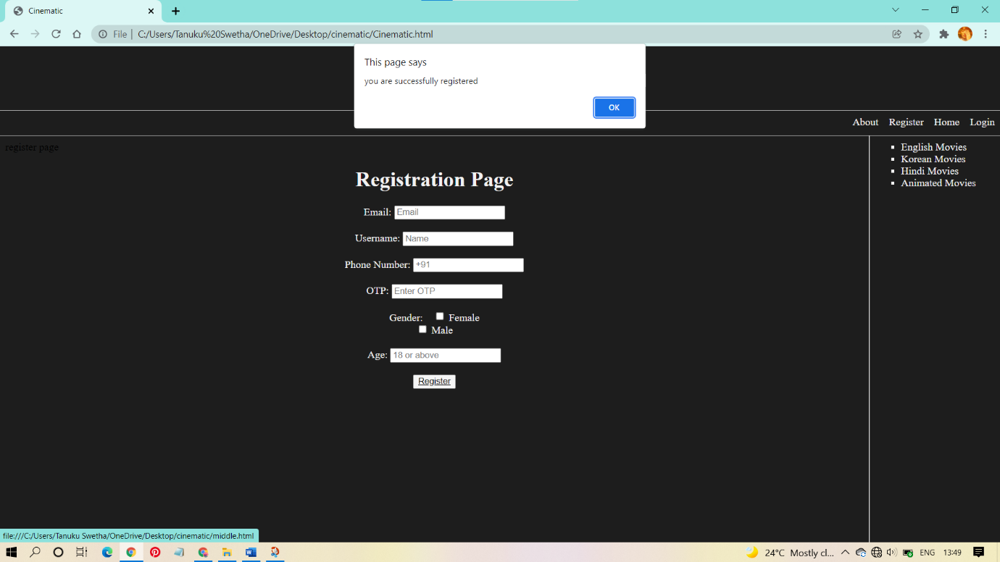 Cinematic
File | C:/Users/Tanuku%20Swetha/OneDrive/Desktop/cinematic/Cinematic.html
This page says
you are successfully registered
OK
About Register Home Login
register page
English Movies
Korean Movies
Hindi Movies
Animated Movies
Registration Page
Email: Email
Username: Name
Phone Number: +91
OTP: Enter OTP
Gender: Female
Male
Age: 18 or above
Register
file:///C:/Users/Tanuku Swetha/OneDrive/Desktop/cinematic/middle.html
24°C Mostly cl... ENG 13:49